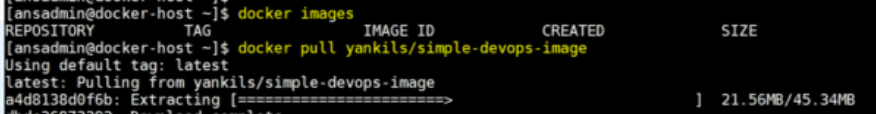 [ansadmin@docker-host ~]$ docker images
REPOSITORY TAG IMAGE ID CREATED SIZE
[ansadmin@docker-host ~]$ docker pull yankils/simple-devops-image
Using default tag: latest
latest: Pulling from yankils/simple-devops-image
a4d8138d0f6b: Extracting [=======================> ] 21.56MB/45.34MB